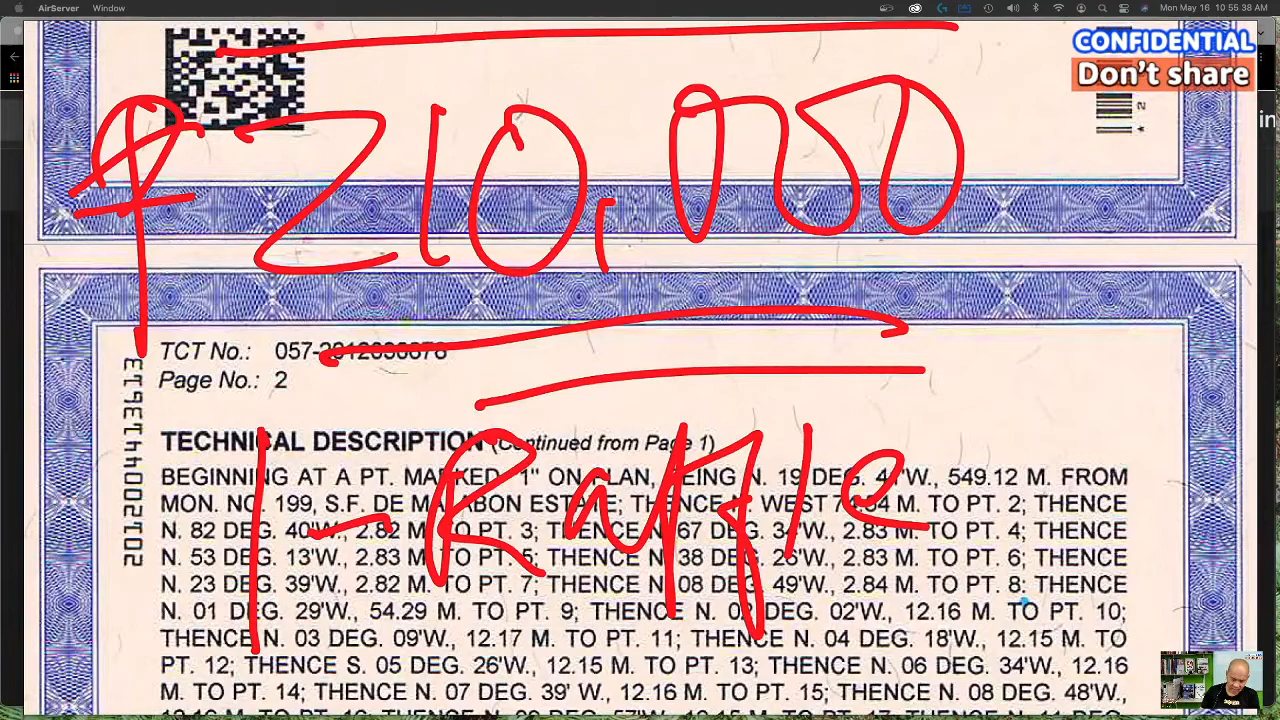 AirServer Window Mon May 16 10 55 38 AM
CONFIDENTIAL
Don't share
₱210,000
in
2
*
TCT No.: 057-2012030678
Page No.: 2
2012004413613
TECHNICAL DESCRIPTION (Continued from Page 1)
1-Raffle
BEGINNING AT A PT. MARKED "1" ON PLAN, BEING N. 19 DEG. W., 549.12 M. FROM
MON. NO 199, S.F. DE MALABON ESTATE; THENCE WEST M. TO PT. 2; THENCE
N. 82 DEG. 40'W., 2.82 M. TO PT. 3; THENCE N. 67 DEG. 2.83 M. TO PT. 4; THENCE
N. 53 DEG. 13'W., 2.83 M. TO PT. 5; THENCE N. 38 DEG. 2.83 M. TO PT. 6; THENCE
N. 23 DEG. 39'W., 2.82 M. TO PT. 7; THENCE N. 08 DEG. 49'W., 2.84 M. TO PT. 8; THENCE
N. 01 DEG. 29'W., 54.29 M. TO PT. 9; THENCE N. 02 DEG. 02'W., 12.16 M. TO PT. 10;
THENCE N. 03 DEG. 09'W., 12.17 M. TO PT. 11; THENCE N. 04 DEG. 18'W., 12.15 M. TO
PT. 12; THENCE S. 05 DEG. 26'W., 2.15 M. TO PT. 13; THENCE N. 06 DEG. 34'W., 12.16
M. TO PT. 14; THENCE N. 07 DEG. 39' W., 12.16 M. TO PT. 15; THENCE N. 08 DEG. 48'W.,